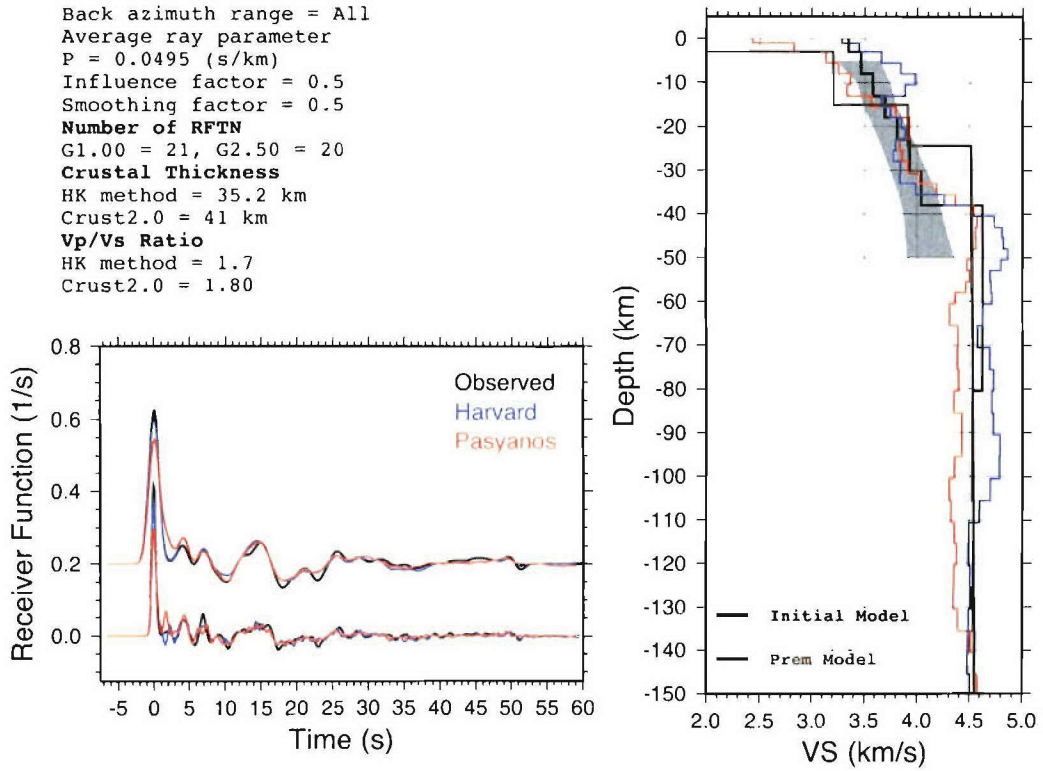 Back azimuth range = All
Average ray parameter
P = 0.0495 (s/km)
Influence factor = 0.5
Smoothing factor = 0.5
Number of RFTN
G1.00 = 21, G2.50 = 20
Crustal Thickness
HK method = 35.2 km
Crust2.0 = 41 km
Vp/Vs Ratio
HK method = 1.7
Crust2.0 = 1.80
Receiver Function (1/s)
0.8
0.6
0.4
0.2
0.0
Observed
Harvard
Pasyanos
-5 0 5 10 15 20 25 30 35 40 45 50 55 60
Time (s)
Depth (km)
0
-10
-20
-30
-40
-50
-60
-70
-80
-90
-100
-110
-120
-130
-140
-150
Initial Model
Prem Model
2.0 2.5 3.0 3.5 4.0 4.5 5.0
VS (km/s)